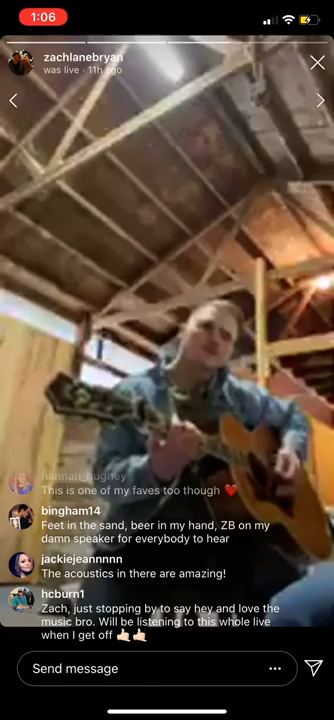 1:06
zachlanebryan
was live · 11h ago
hannah_hughey
This is one of my faves too though ❤️
bingham14
Feet in the sand, beer in my hand, ZB on my
damn speaker for everybody to hear
jackiejeannnnn
The acoustics in there are amazing!
hcburn1
Zach, just stopping by to say hey and love the
music bro. Will be listening to this whole live
when I get off 🤙🏻🤙🏻
Send message